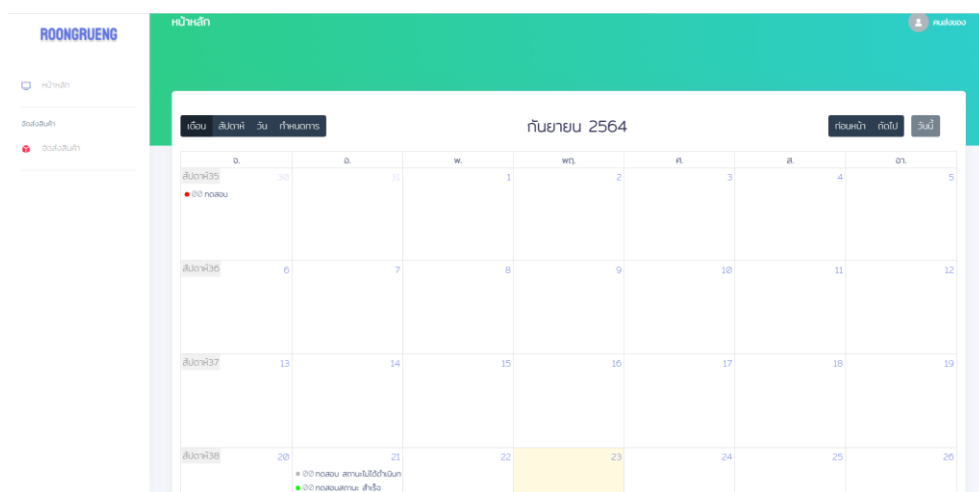 หน้าหลัก
คนส่งของ
ROONGRUENG
หน้าหลัก
จัดส่งสินค้า
จัดส่งสินค้า
เดือน สัปดาห์ วัน กำหนดการ
กันยายน 2564
ก่อนหน้า ถัดไป วันนี้
จ. อ. พ. พฤ. ศ. ส. อา.
สัปดาห์35 30 31 1 2 3 4 5
00 ทดสอบ
สัปดาห์36 6 7 8 9 10 11 12
สัปดาห์37 13 14 15 16 17 18 19
สัปดาห์38 20 21 22 23 24 25 26
00 ทดสอบ สถานะไม่ได้ดำเนินก
00 ทดสอบสถานะ สำเร็จ